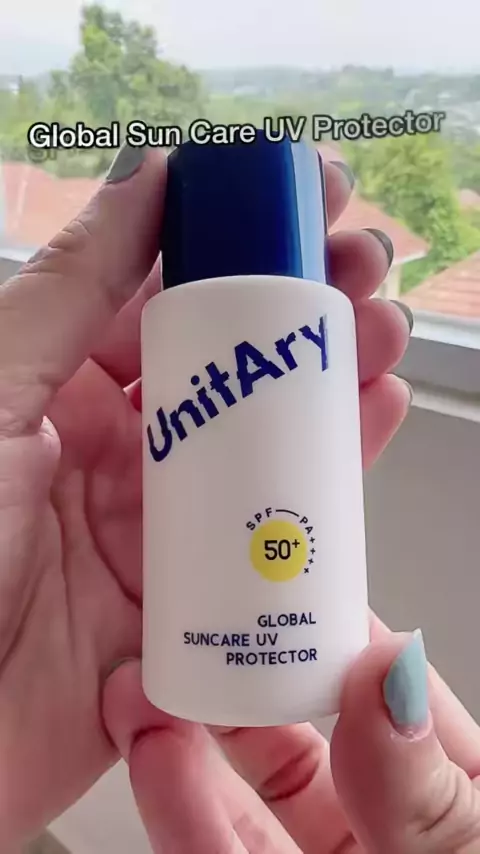 Global Sun Care UV Protector
UnitAry
SPF—PA++++
50+
GLOBAL
SUNCARE UV
PROTECTOR